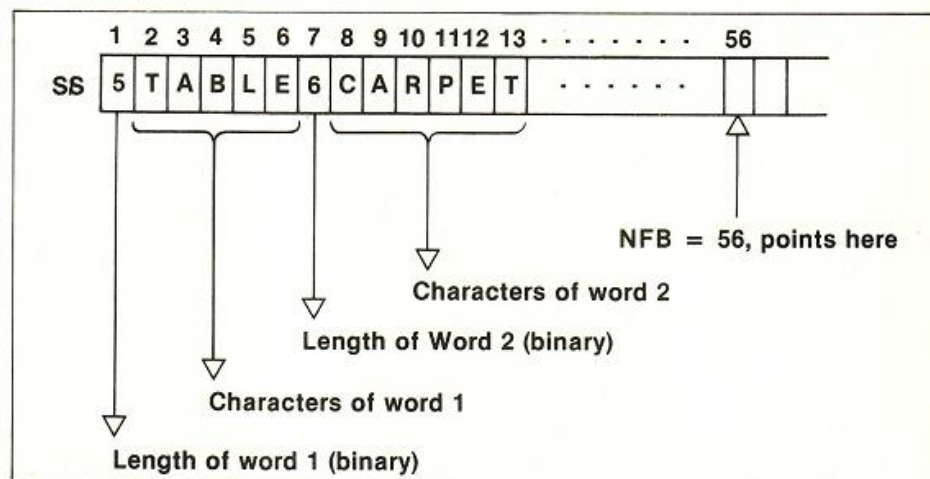 1 2 3 4 5 6 7 8 9 10 11 12 13 . . . . . . . 56
S$ 5 T A B L E 6 C A R P E T . . . . . .
NFB = 56, points here
Characters of word 2
Length of Word 2 (binary)
Characters of word 1
Length of word 1 (binary)